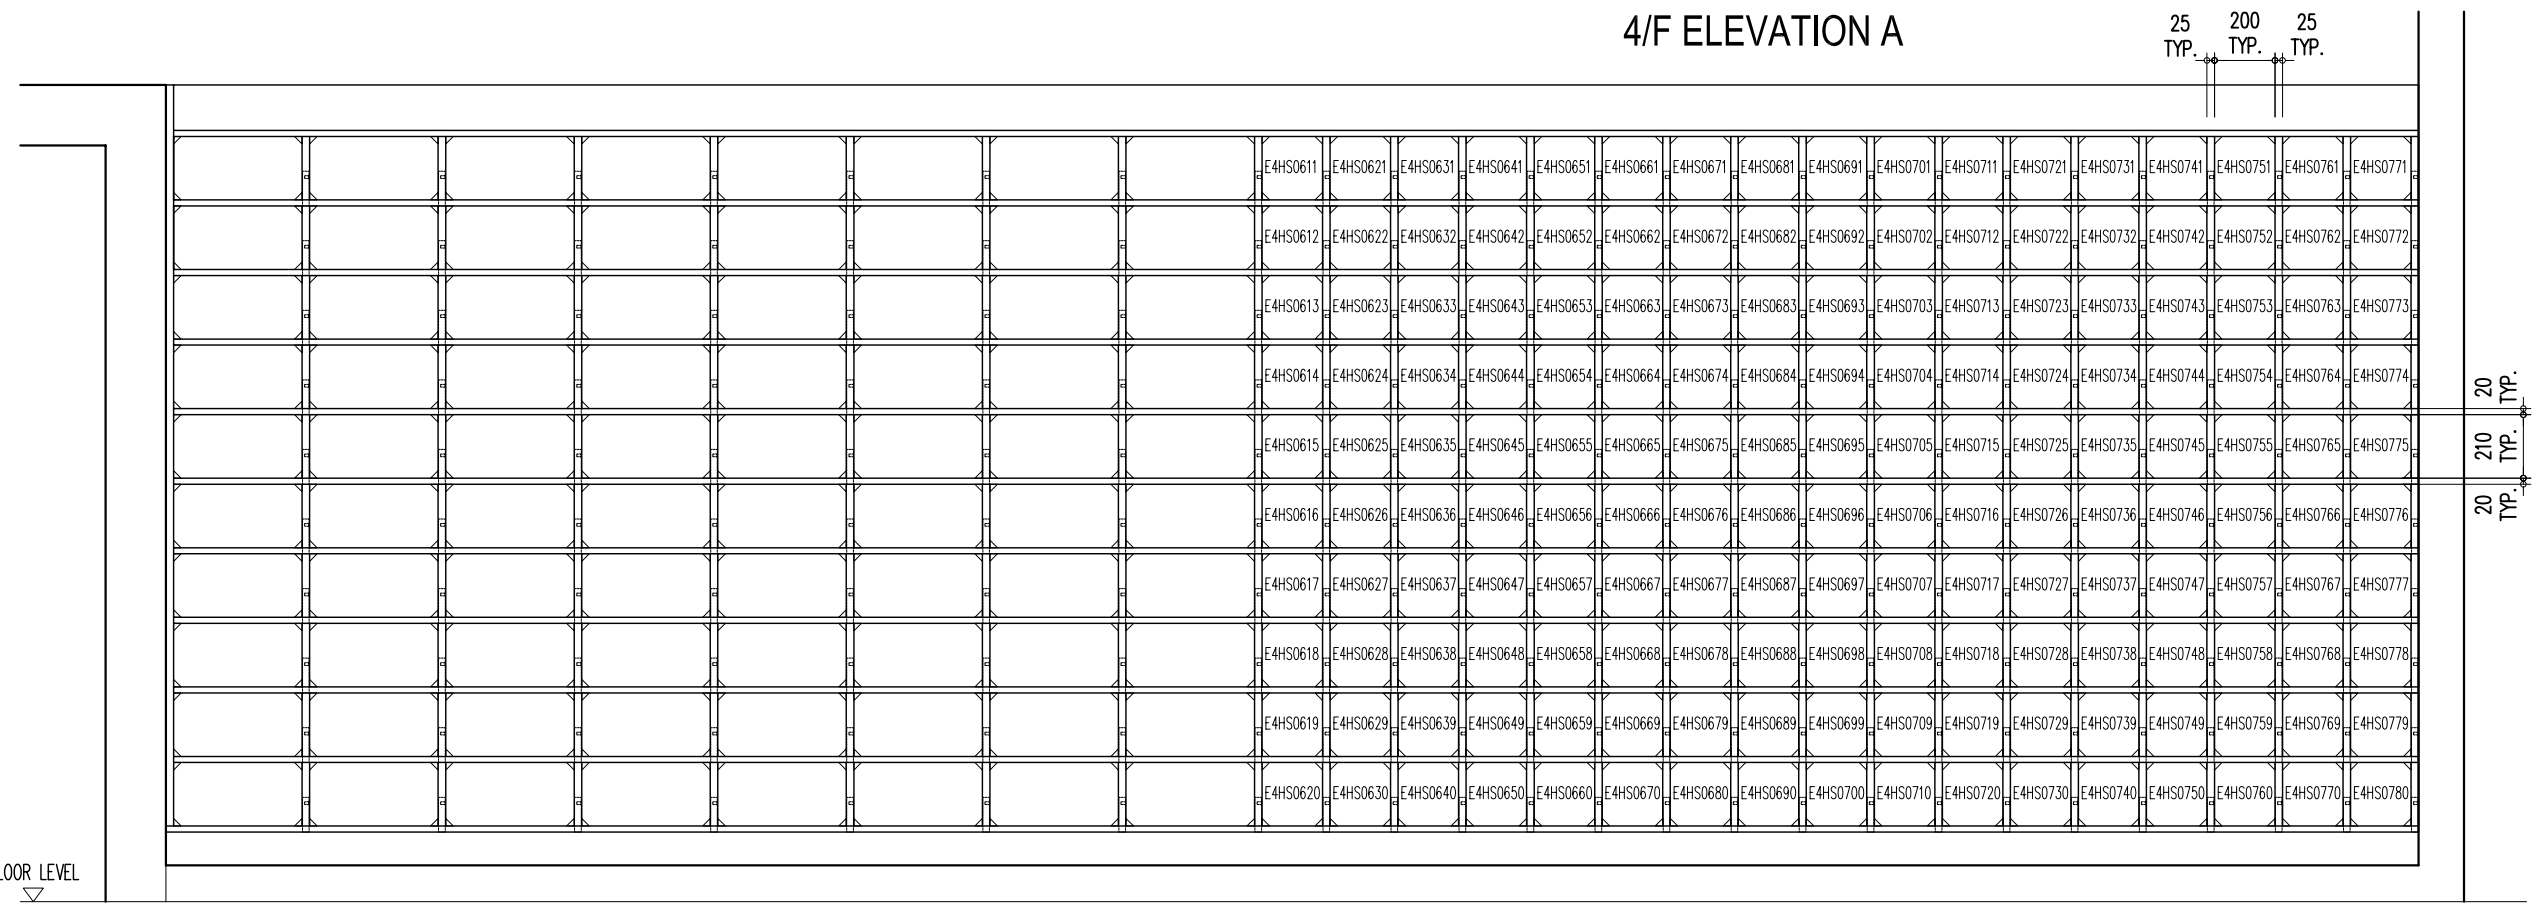 4/F ELEVATION A
25 200 25
TYP. TYP. TYP.
E4HS0611 E4HS0621 E4HS0631 E4HS0641 E4HS0651 E4HS0661 E4HS0671 E4HS0681 E4HS0691 E4HS0701 E4HS0711 E4HS0721 E4HS0731 E4HS0741 E4HS0751 E4HS0761 E4HS0771
E4HS0612 E4HS0622 E4HS0632 E4HS0642 E4HS0652 E4HS0662 E4HS0672 E4HS0682 E4HS0692 E4HS0702 E4HS0712 E4HS0722 E4HS0732 E4HS0742 E4HS0752 E4HS0762 E4HS0772
E4HS0613 E4HS0623 E4HS0633 E4HS0643 E4HS0653 E4HS0663 E4HS0673 E4HS0683 E4HS0693 E4HS0703 E4HS0713 E4HS0723 E4HS0733 E4HS0743 E4HS0753 E4HS0763 E4HS0773
E4HS0614 E4HS0624 E4HS0634 E4HS0644 E4HS0654 E4HS0664 E4HS0674 E4HS0684 E4HS0694 E4HS0704 E4HS0714 E4HS0724 E4HS0734 E4HS0744 E4HS0754 E4HS0764 E4HS0774
20 TYP.
E4HS0615 E4HS0625 E4HS0635 E4HS0645 E4HS0655 E4HS0665 E4HS0675 E4HS0685 E4HS0695 E4HS0705 E4HS0715 E4HS0725 E4HS0735 E4HS0745 E4HS0755 E4HS0765 E4HS0775
210 TYP.
E4HS0616 E4HS0626 E4HS0636 E4HS0646 E4HS0656 E4HS0666 E4HS0676 E4HS0686 E4HS0696 E4HS0706 E4HS0716 E4HS0726 E4HS0736 E4HS0746 E4HS0756 E4HS0766 E4HS0776
20 TYP.
E4HS0617 E4HS0627 E4HS0637 E4HS0647 E4HS0657 E4HS0667 E4HS0677 E4HS0687 E4HS0697 E4HS0707 E4HS0717 E4HS0727 E4HS0737 E4HS0747 E4HS0757 E4HS0767 E4HS0777
E4HS0618 E4HS0628 E4HS0638 E4HS0648 E4HS0658 E4HS0668 E4HS0678 E4HS0688 E4HS0698 E4HS0708 E4HS0718 E4HS0728 E4HS0738 E4HS0748 E4HS0758 E4HS0768 E4HS0778
E4HS0619 E4HS0629 E4HS0639 E4HS0649 E4HS0659 E4HS0669 E4HS0679 E4HS0689 E4HS0699 E4HS0709 E4HS0719 E4HS0729 E4HS0739 E4HS0749 E4HS0759 E4HS0769 E4HS0779
E4HS0620 E4HS0630 E4HS0640 E4HS0650 E4HS0660 E4HS0670 E4HS0680 E4HS0690 E4HS0700 E4HS0710 E4HS0720 E4HS0730 E4HS0740 E4HS0750 E4HS0760 E4HS0770 E4HS0780
LOOR LEVEL